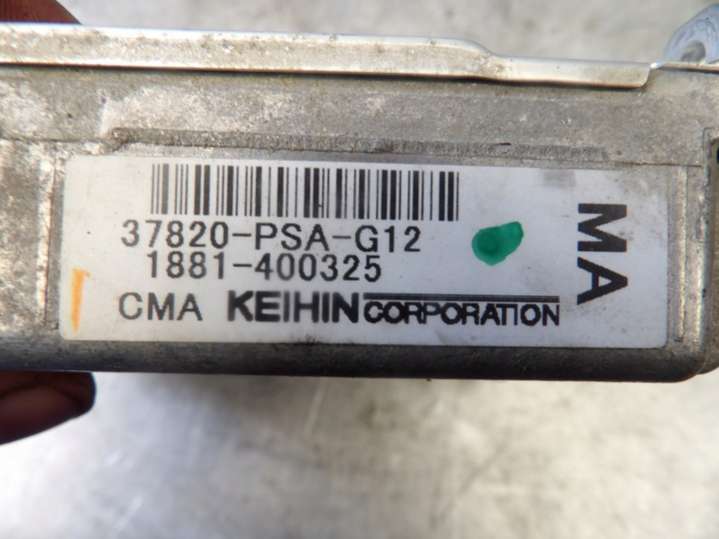 37820-PSA-G12
1881-400325
CMA KEIHIN CORPORATION
MA